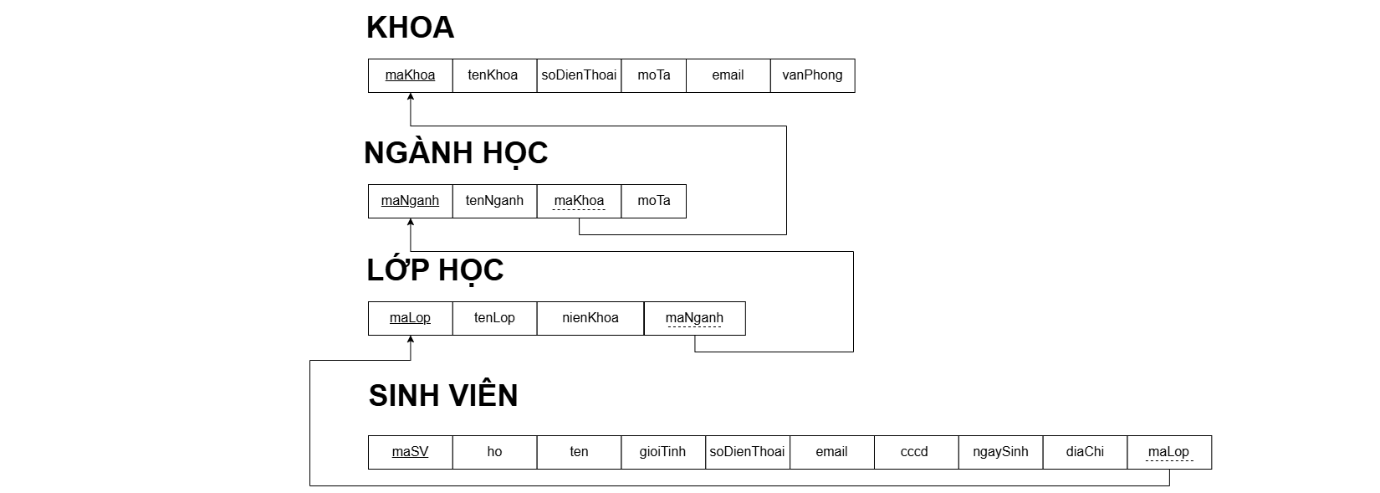 KHOA
maKhoa tenKhoa soDienThoai moTa email vanPhong
NGÀNH HỌC
maNganh tenNganh maKhoa moTa
LỚP HỌC
maLop tenLop nienKhoa maNganh
SINH VIÊN
maSV ho ten gioiTinh soDienThoai email cccd ngaySinh diaChi maLop